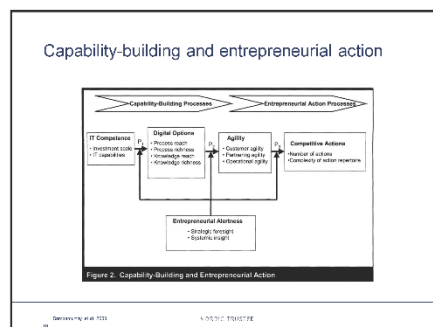 Capability-building and entrepreneurial action
Capability-Building Processes
Entrepreneurial Action Processes
IT Competence
• Investment scale
• IT capabilities
Digital Options
• Process reach
• Process richness
• Knowledge reach
• Knowledge richness
Agility
• Customer agility
• Partnering agility
• Operational agility
Competitive Actions
•Number of actions
•Complexity of action repertoire
Entrepreneurial Alertness
• Strategic foresight
• Systemic insight
Figure 2. Capability-Building and Entrepreneurial Action
NORDIC TRUSTEE